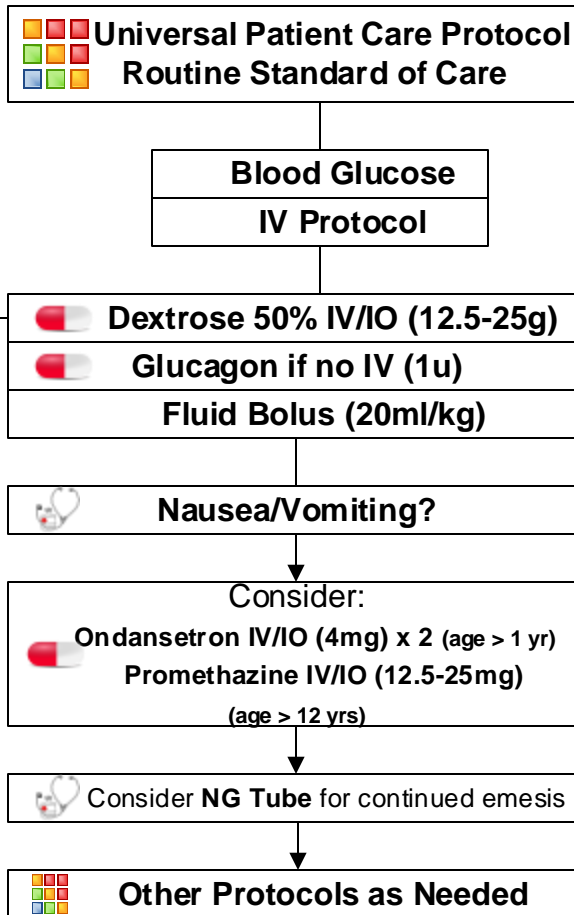 Universal Patient Care Protocol
Routine Standard of Care
Blood Glucose
IV Protocol
Dextrose 50% IV/IO (12.5-25g)
Glucagon if no IV (1u)
Fluid Bolus (20ml/kg)
Nausea/Vomiting?
Consider:
Ondansetron IV/IO (4mg) x 2 (age > 1 yr)
Promethazine IV/IO (12.5-25mg)
(age > 12 yrs)
Consider NG Tube for continued emesis
Other Protocols as Needed